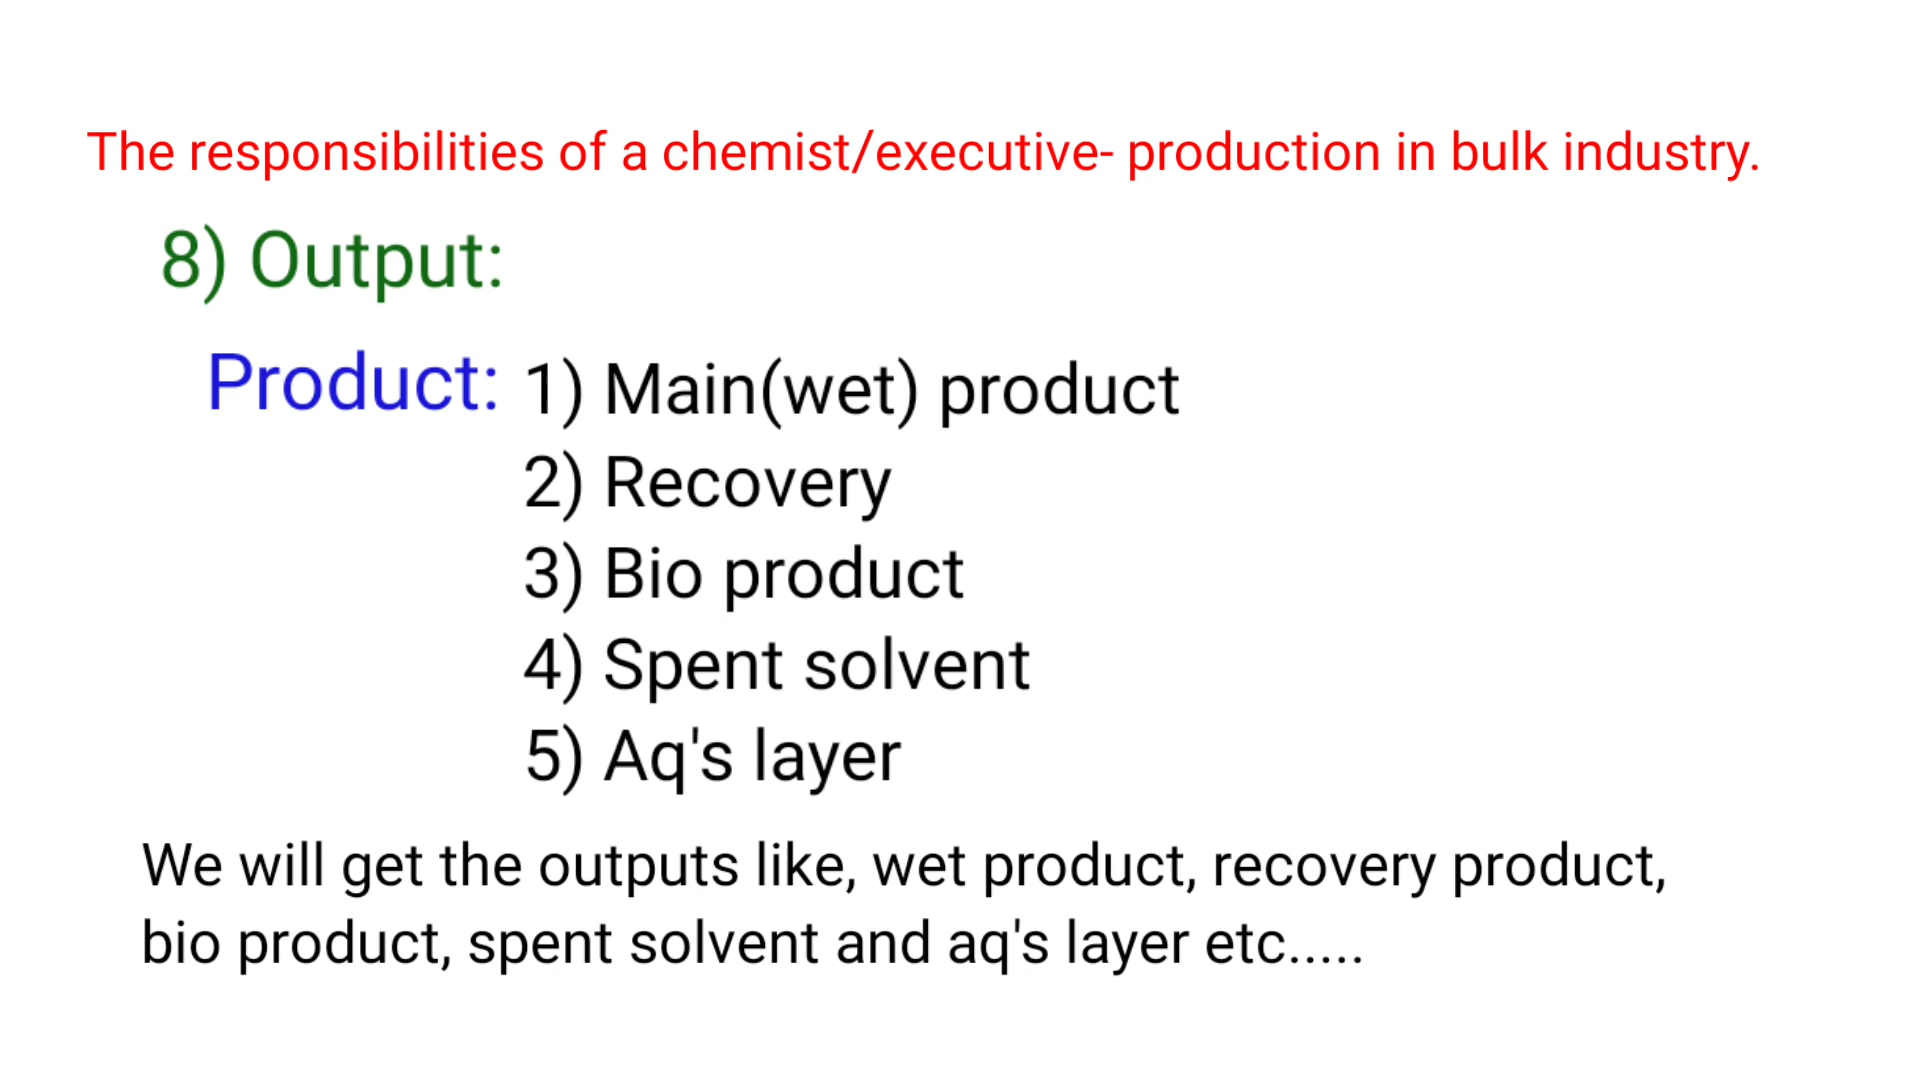 The responsibilities of a chemist/executive- production in bulk industry.
8) Output:
Product: 1) Main(wet) product
2) Recovery
3) Bio product
4) Spent solvent
5) Aq's layer
We will get the outputs like, wet product, recovery product,
bio product, spent solvent and aq's layer etc.....